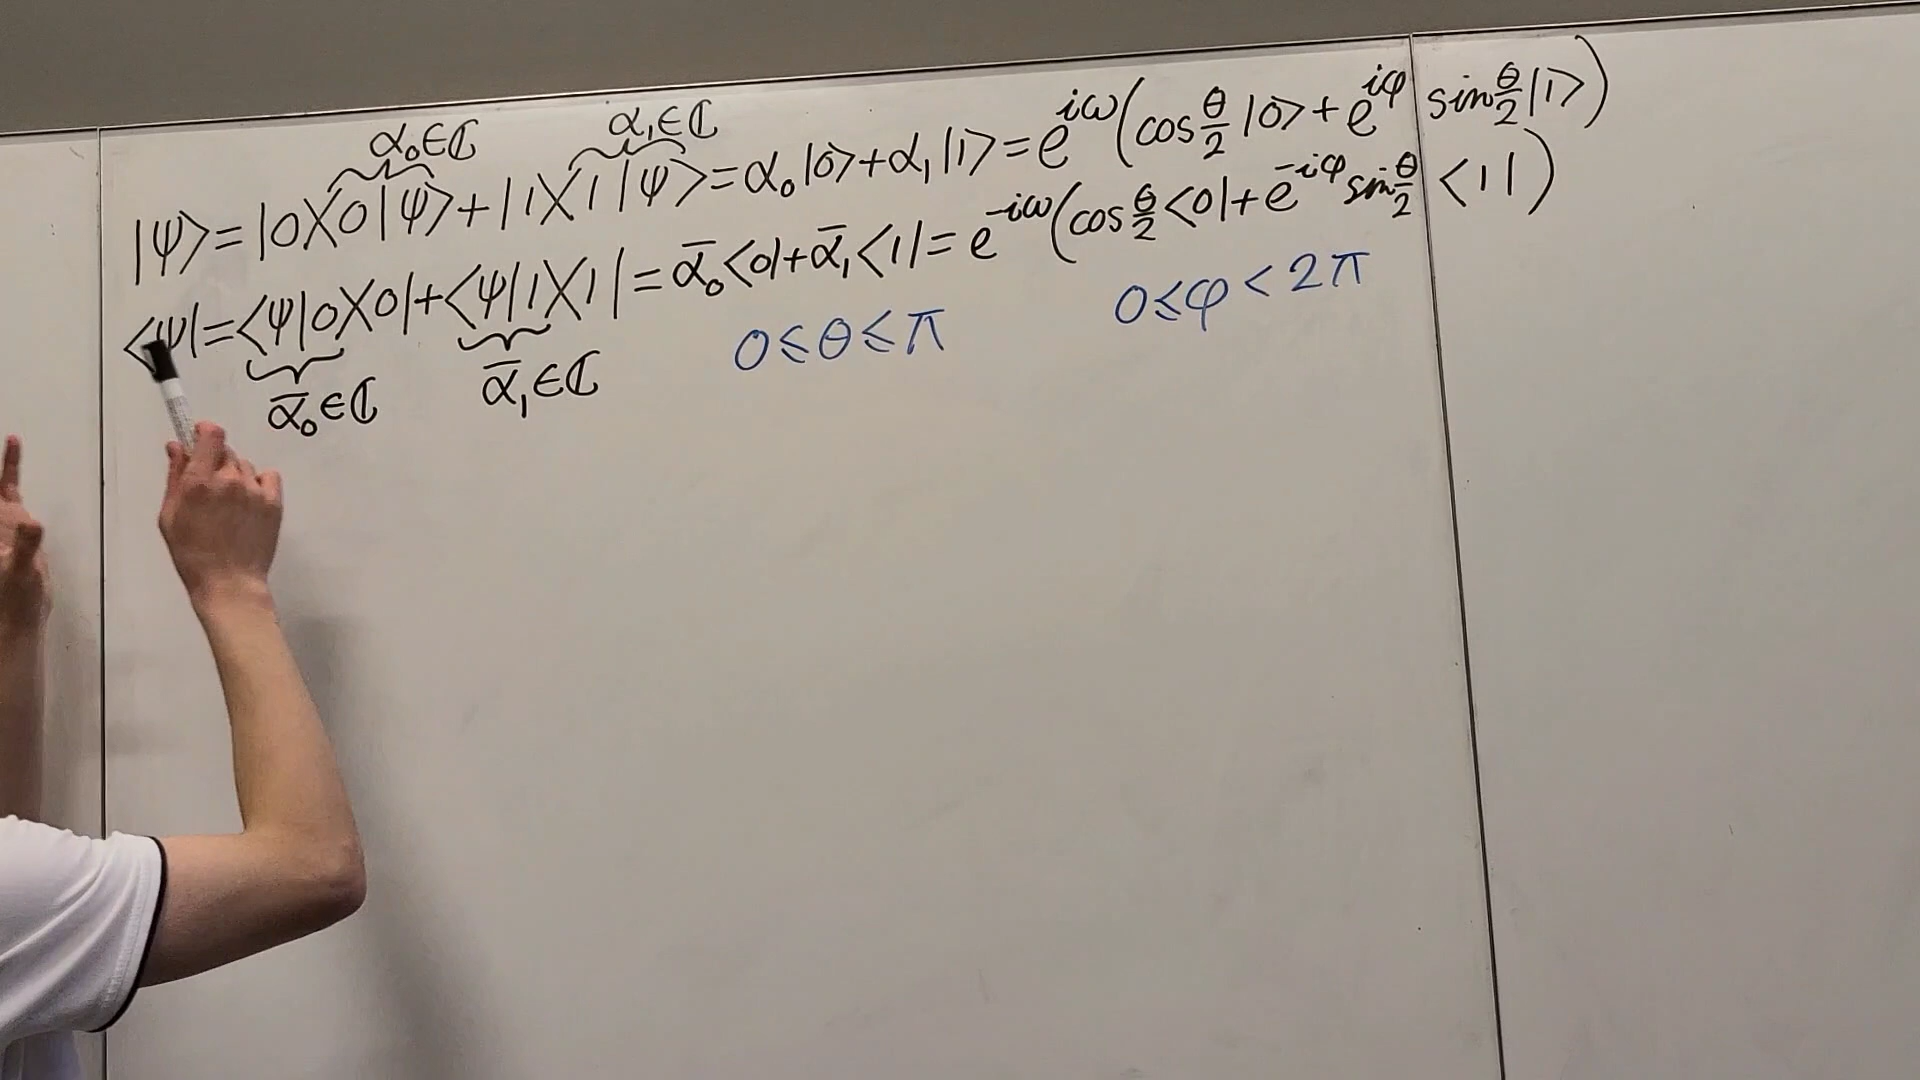 α₀∈ℂ α₁∈ℂ
|ψ⟩=|0⟩⟨0|ψ⟩+|1⟩⟨1|ψ⟩=α₀|0⟩+α₁|1⟩=e^{iω}(cos θ/2 |0⟩+e^{iφ} sin θ/2 |1⟩)
⟨ψ|=⟨ψ|0⟩⟨0|+⟨ψ|1⟩⟨1|=ᾱ₀⟨0|+ᾱ₁⟨1|=e^{-iω}(cos θ/2 ⟨0|+e^{-iφ} sin θ/2 ⟨1|)
ᾱ₀∈ℂ ᾱ₁∈ℂ 0≤θ≤π 0≤φ<2π